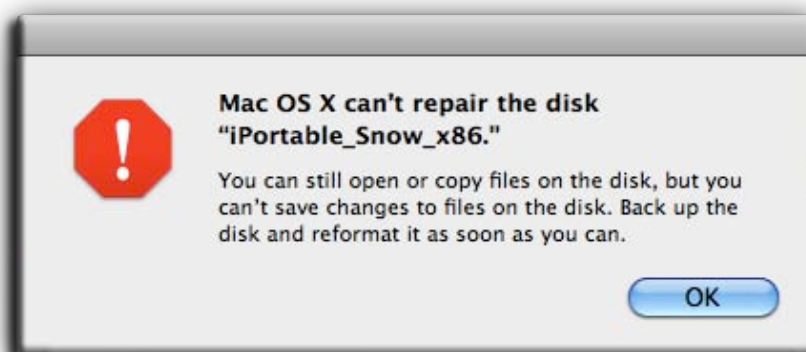 Mac OS X can't repair the disk
“iPortable_Snow_x86."
You can still open or copy files on the disk, but you
can't save changes to files on the disk. Back up the
disk and reformat it as soon as you can.
OK